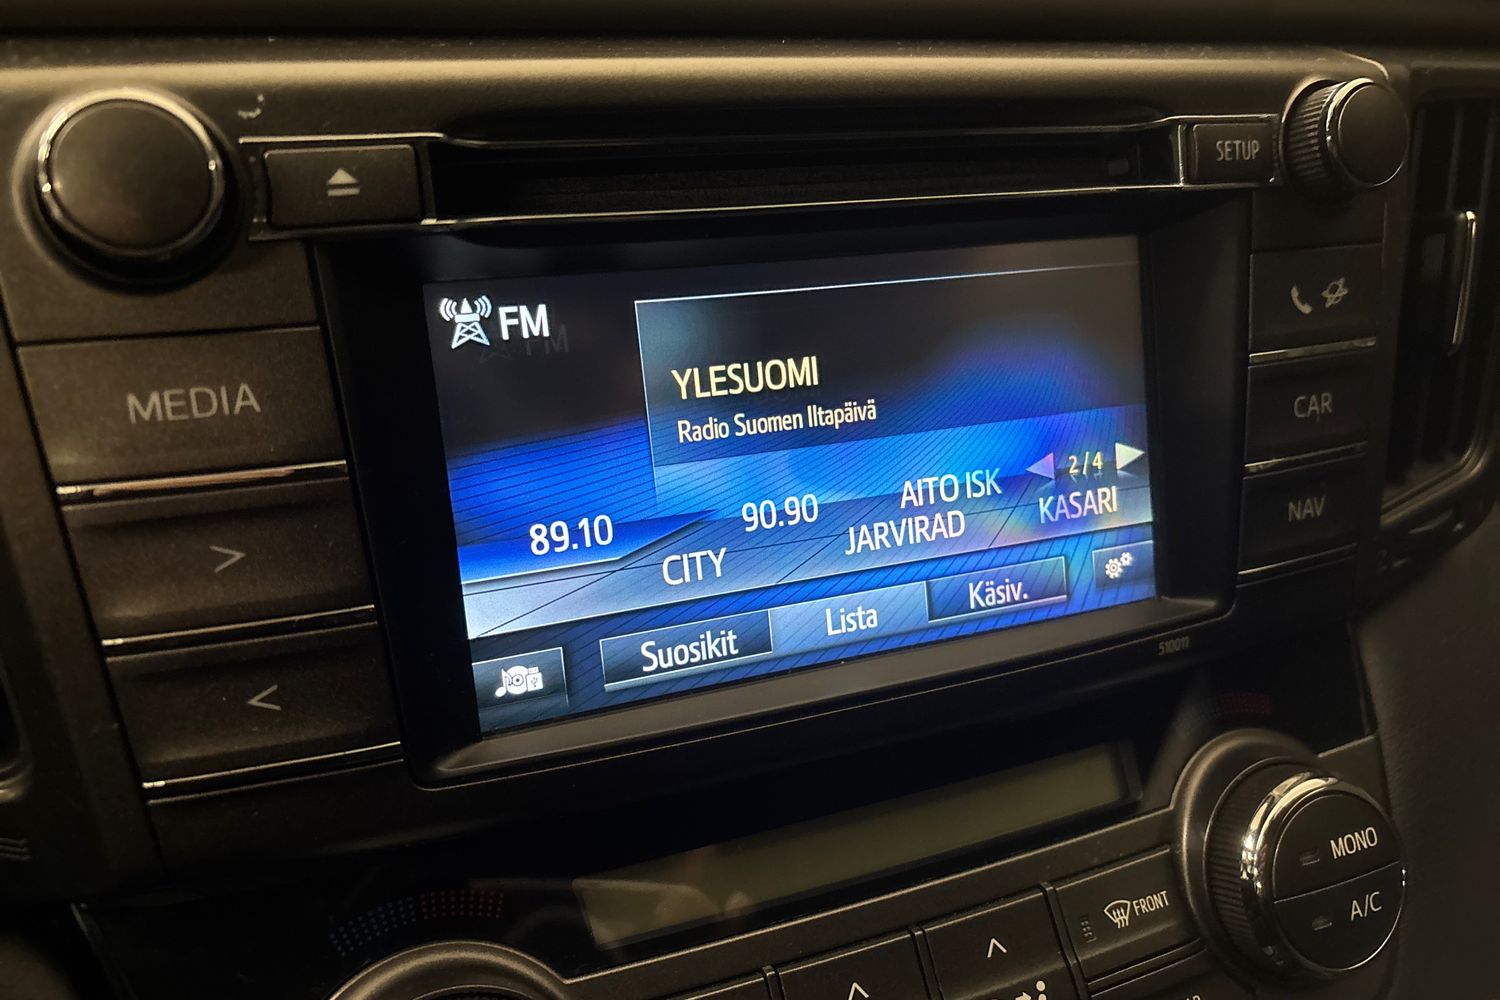 SETUP
FM
MEDIA
YLESUOMI
Radio Suomen Iltapäivä
CAR
2/4
89.10
90.90
AITO ISK
CITY
JARVIRAD
KASARI
NAV
Suosikit
Lista
Käsiv.
510011
MONO
FRONT
A/C